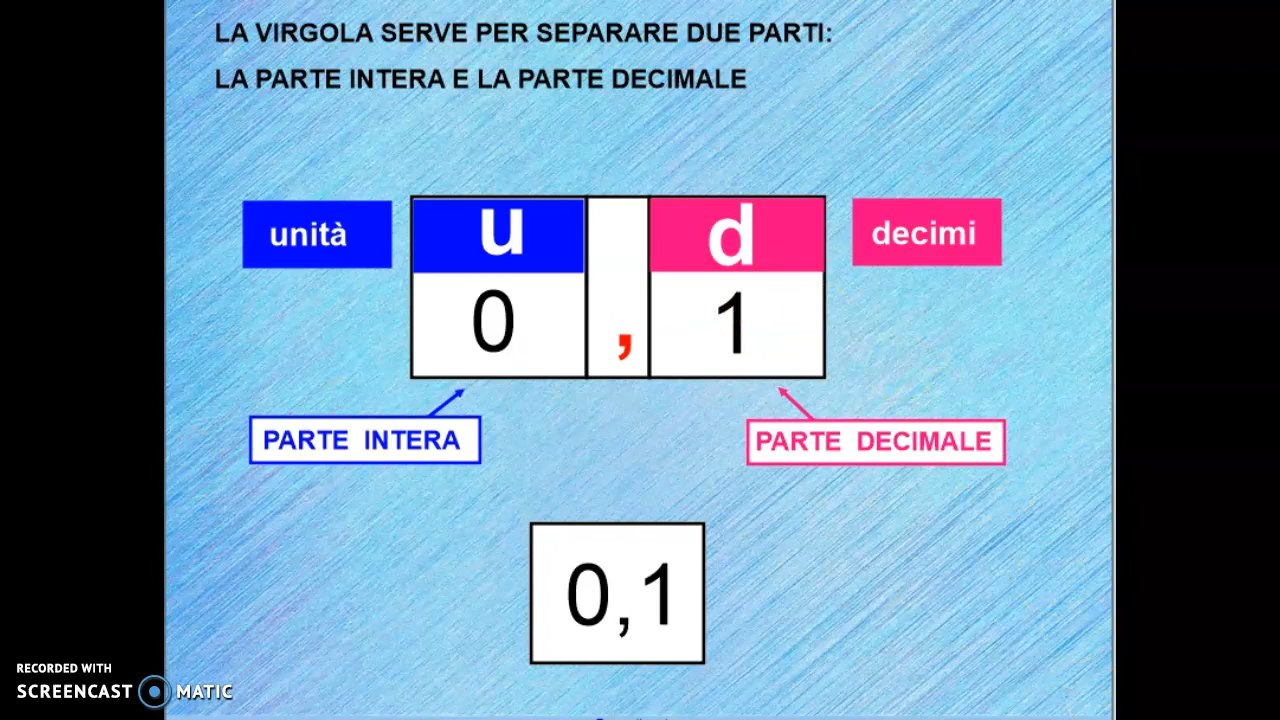 LA VIRGOLA SERVE PER SEPARARE DUE PARTI:
LA PARTE INTERA E LA PARTE DECIMALE
unità
u
d
decimi
0
,
1
PARTE INTERA
PARTE DECIMALE
0,1
RECORDED WITH
SCREENCAST MATIC